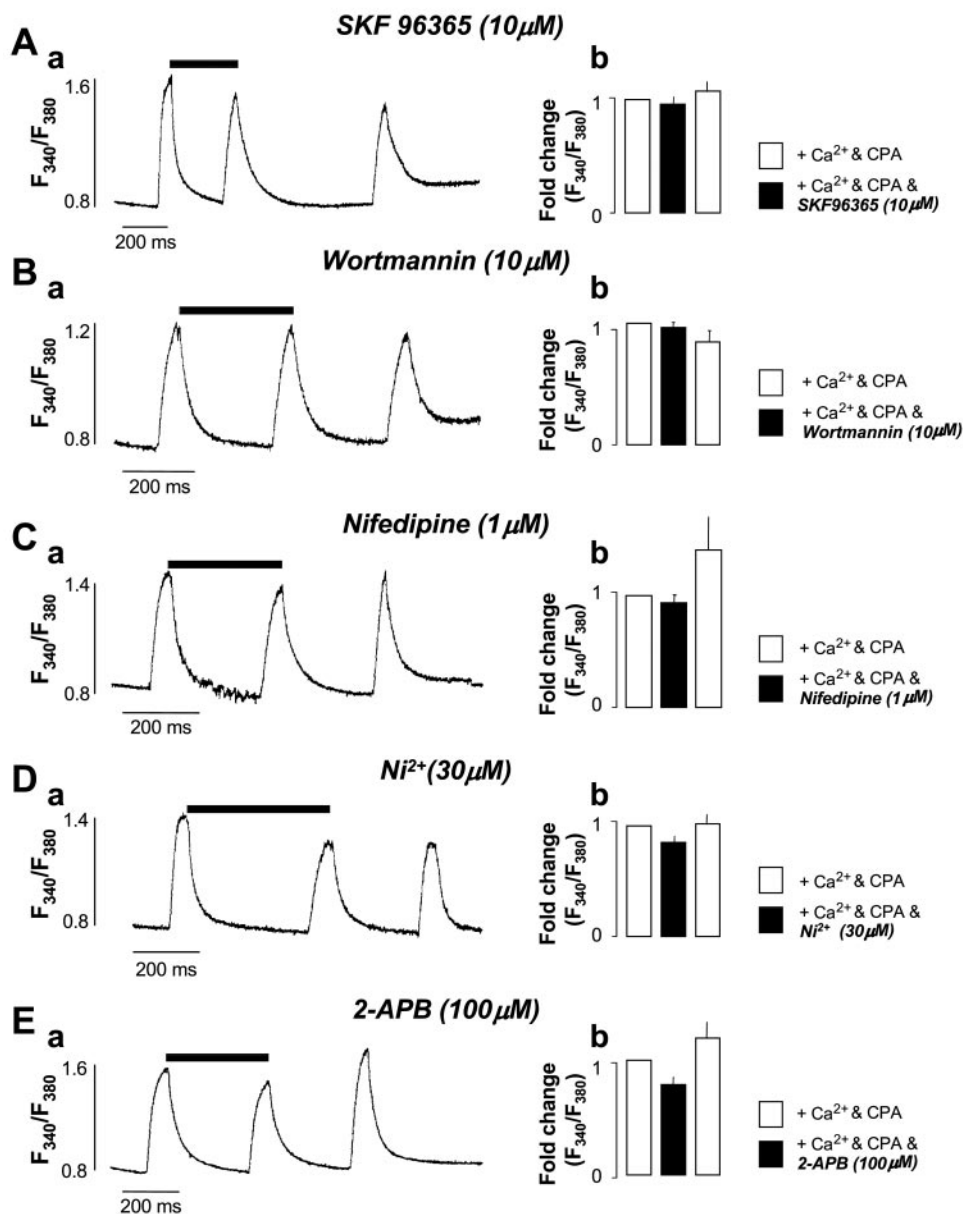 SKF 96365 (10µM)
A
a
b
1.6
0.8
F340/F380
200 ms
Fold change
(F340/F380)
1
0
+ Ca2+ & CPA
+ Ca2+ & CPA &
SKF96365 (10µM)
Wortmannin (10µM)
B
a
b
1.2
0.8
F340/F380
200 ms
Fold change
(F340/F380)
1
0
+ Ca2+ & CPA
+ Ca2+ & CPA &
Wortmannin (10µM)
Nifedipine (1µM)
C
a
b
1.4
0.8
F340/F380
200 ms
Fold change
(F340/F380)
1
0
+ Ca2+ & CPA
+ Ca2+ & CPA &
Nifedipine (1µM)
Ni2+(30µM)
D
a
b
1.4
0.8
F340/F380
200 ms
Fold change
(F340/F380)
1
0
+ Ca2+ & CPA
+ Ca2+ & CPA &
Ni2+ (30µM)
2-APB (100µM)
E
a
b
1.6
0.8
F340/F380
200 ms
Fold change
(F340/F380)
1
0
+ Ca2+ & CPA
+ Ca2+ & CPA &
2-APB (100µM)